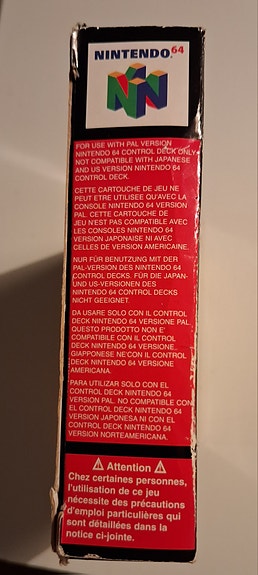 NINTENDO 64
FOR USE WITH PAL VERSION
NINTENDO 64 CONTROL DECK ONLY
NOT COMPATIBLE WITH JAPANESE
AND US VERSION NINTENDO 64
CONTROL DECK.
CETTE CARTOUCHE DE JEU NE
PEUT ETRE UTILISEE QU'AVEC LA
CONSOLE NINTENDO 64 VERSION
PAL. CETTE CARTOUCHE DE
JEU N'EST PAS COMPATIBLE AVEC
LES CONSOLES NINTENDO 64
VERSION JAPONAISE NI AVEC
CELLES DE VERSION AMERICAINE.
NUR FÜR BENUTZUNG MIT DER
PAL-VERSION DES NINTENDO 64
CONTROL DECKS. FÜR DIE JAPAN-
UND US-VERSIONEN DES
NINTENDO 64 CONTROL DECKS
NICHT GEEIGNET.
DA USARE SOLO CON IL CONTROL
DECK NINTENDO 64 VERSIONE PAL.
QUESTO PRODOTTO NON E'
COMPATIBILE CON IL CONTROL
DECK NINTENDO 64 VERSIONE
GIAPPONESE NE'CON IL CONTROL
DECK NINTENDO 64 VERSIONE
AMERICANA.
PARA UTILIZAR SOLO CON EL
CONTROL DECK NINTENDO 64
VERSION PAL. NO COMPATIBLE CON
EL CONTROL DECK NINTENDO 64
VERSION JAPONESA NI CON EL
CONTROL DECK NINTENDO 64
VERSION NORTEAMERICANA.
⚠ Attention ⚠
Chez certaines personnes,
l'utilisation de ce jeu
nécessite des précautions
d'emploi particulières qui
sont détaillées dans la
notice ci-jointe.